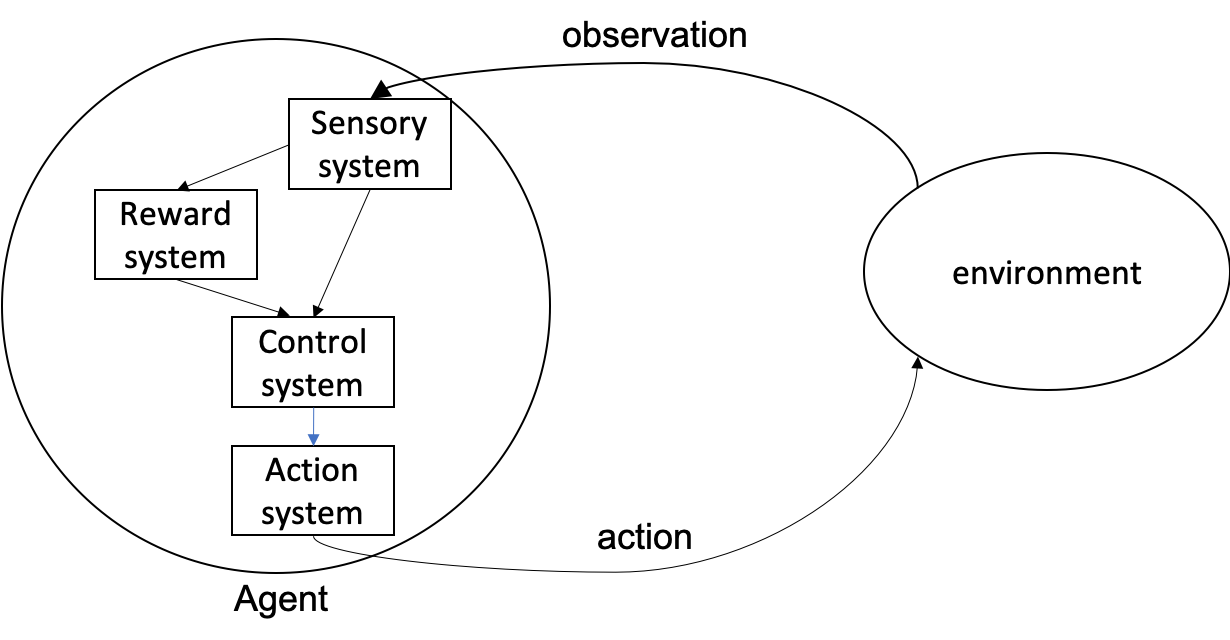 observation
Sensory
system
Reward
system
environment
Control
system
Action
system
action
Agent